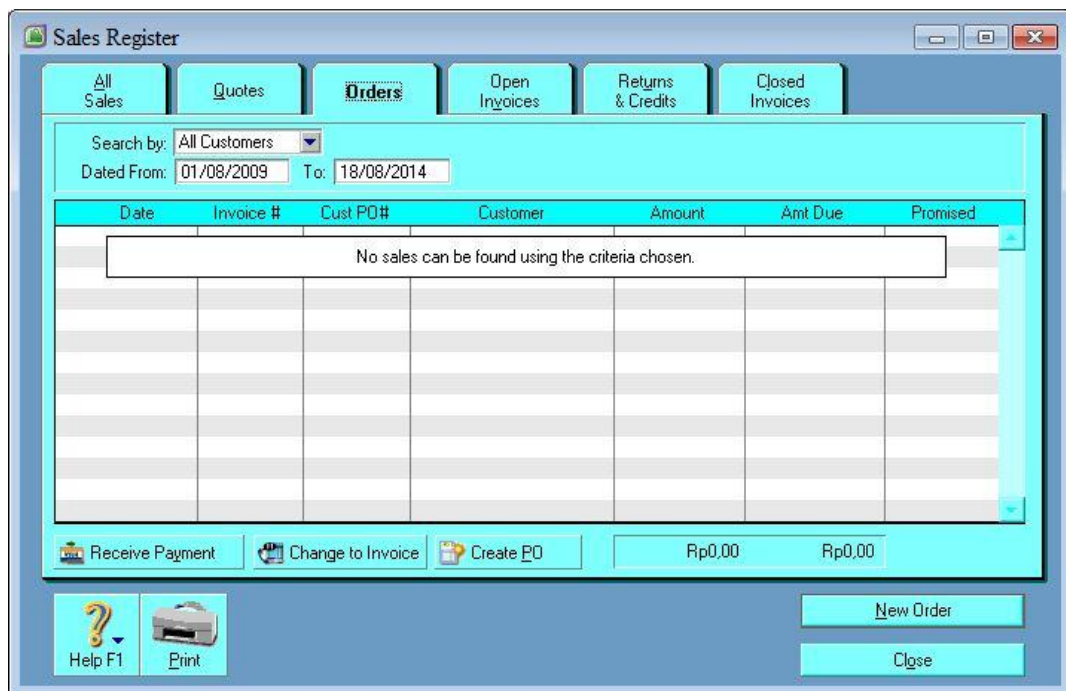 Sales Register
All Sales
Quotes
Orders
Open Invoices
Returns & Credits
Closed Invoices
Search by: All Customers
Dated From: 01/08/2009 To: 18/08/2014
Date Invoice # Cust PO# Customer Amount Amt Due Promised
No sales can be found using the criteria chosen.
Receive Payment Change to Invoice Create PO Rp0,00 Rp0,00
New Order
Help F1 Print Close